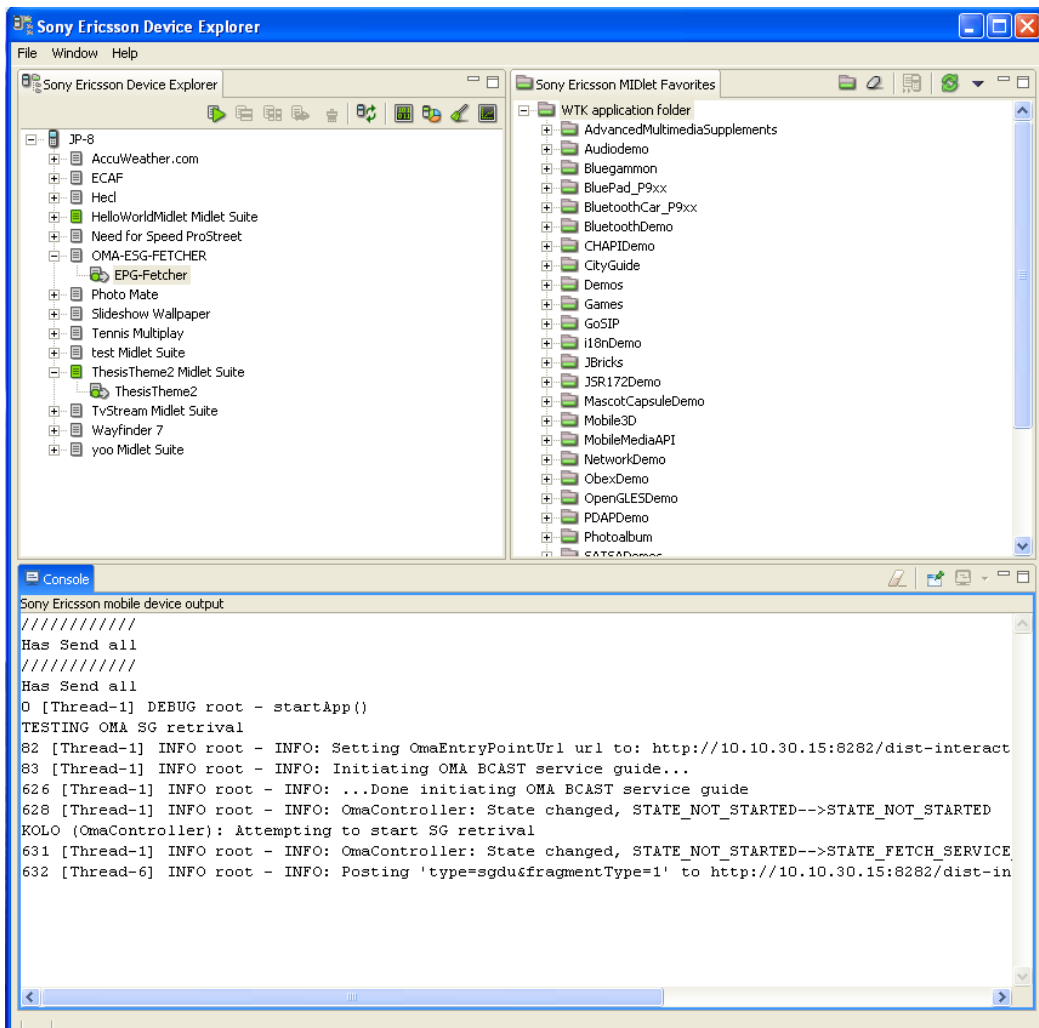 Sony Ericsson Device Explorer
File Window Help
Sony Ericsson Device Explorer
JP-8
AccuWeather.com
ECAF
Hecl
HelloWorldMidlet Midlet Suite
Need for Speed ProStreet
OMA-ESG-FETCHER
EPG-Fetcher
Photo Mate
Slideshow Wallpaper
Tennis Multiplay
test Midlet Suite
ThesisTheme2 Midlet Suite
ThesisTheme2
TvStream Midlet Suite
Wayfinder 7
yoo Midlet Suite
Sony Ericsson MIDlet Favorites
WTK application folder
AdvancedMultimediaSupplements
Audiodemo
Bluegammon
BluePad_P9xx
BluetoothCar_P9xx
BluetoothDemo
CHAPIDemo
CityGuide
Demos
Games
GoSIP
i18nDemo
JBricks
JSR172Demo
MascotCapsuleDemo
Mobile3D
MobileMediaAPI
NetworkDemo
ObexDemo
OpenGLESDemo
PDAPDemo
Photoalbum
SATSADemos
Console
Sony Ericsson mobile device output
////////////
Has Send all
////////////
Has Send all
0 [Thread-1] DEBUG root - startApp()
TESTING OMA SG retrival
82 [Thread-1] INFO root - INFO: Setting OmaEntryPointUrl url to: http://10.10.30.15:8282/dist-interact
83 [Thread-1] INFO root - INFO: Initiating OMA BCAST service guide...
626 [Thread-1] INFO root - INFO: ...Done initiating OMA BCAST service guide
628 [Thread-1] INFO root - INFO: OmaController: State changed, STATE_NOT_STARTED-->STATE_NOT_STARTED
KOLO (OmaController): Attempting to start SG retrival
631 [Thread-1] INFO root - INFO: OmaController: State changed, STATE_NOT_STARTED-->STATE_FETCH_SERVICE_
632 [Thread-6] INFO root - INFO: Posting 'type=sgdu&fragmentType=1' to http://10.10.30.15:8282/dist-in